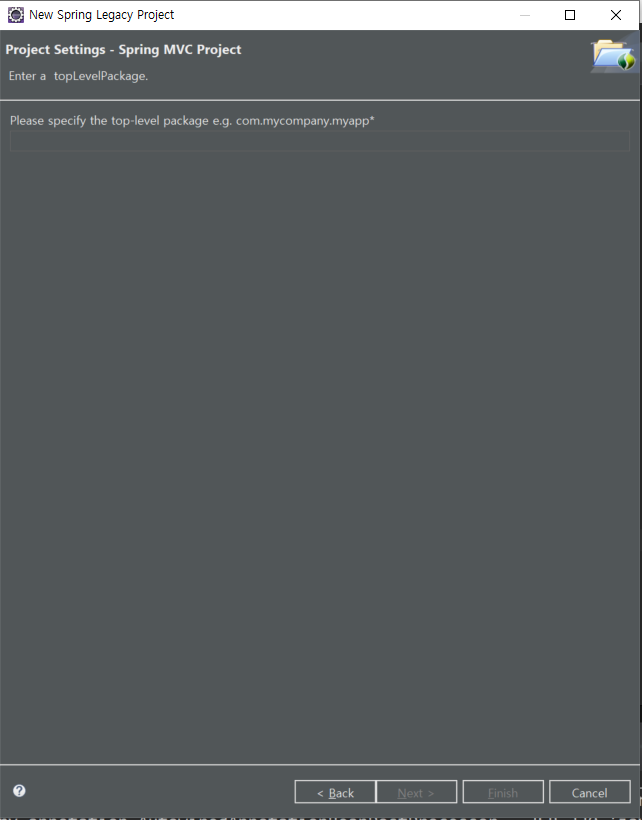 New Spring Legacy Project
Project Settings - Spring MVC Project
Enter a topLevelPackage.
Please specify the top-level package e.g. com.mycompany.myapp*
< Back
Next >
Finish
Cancel